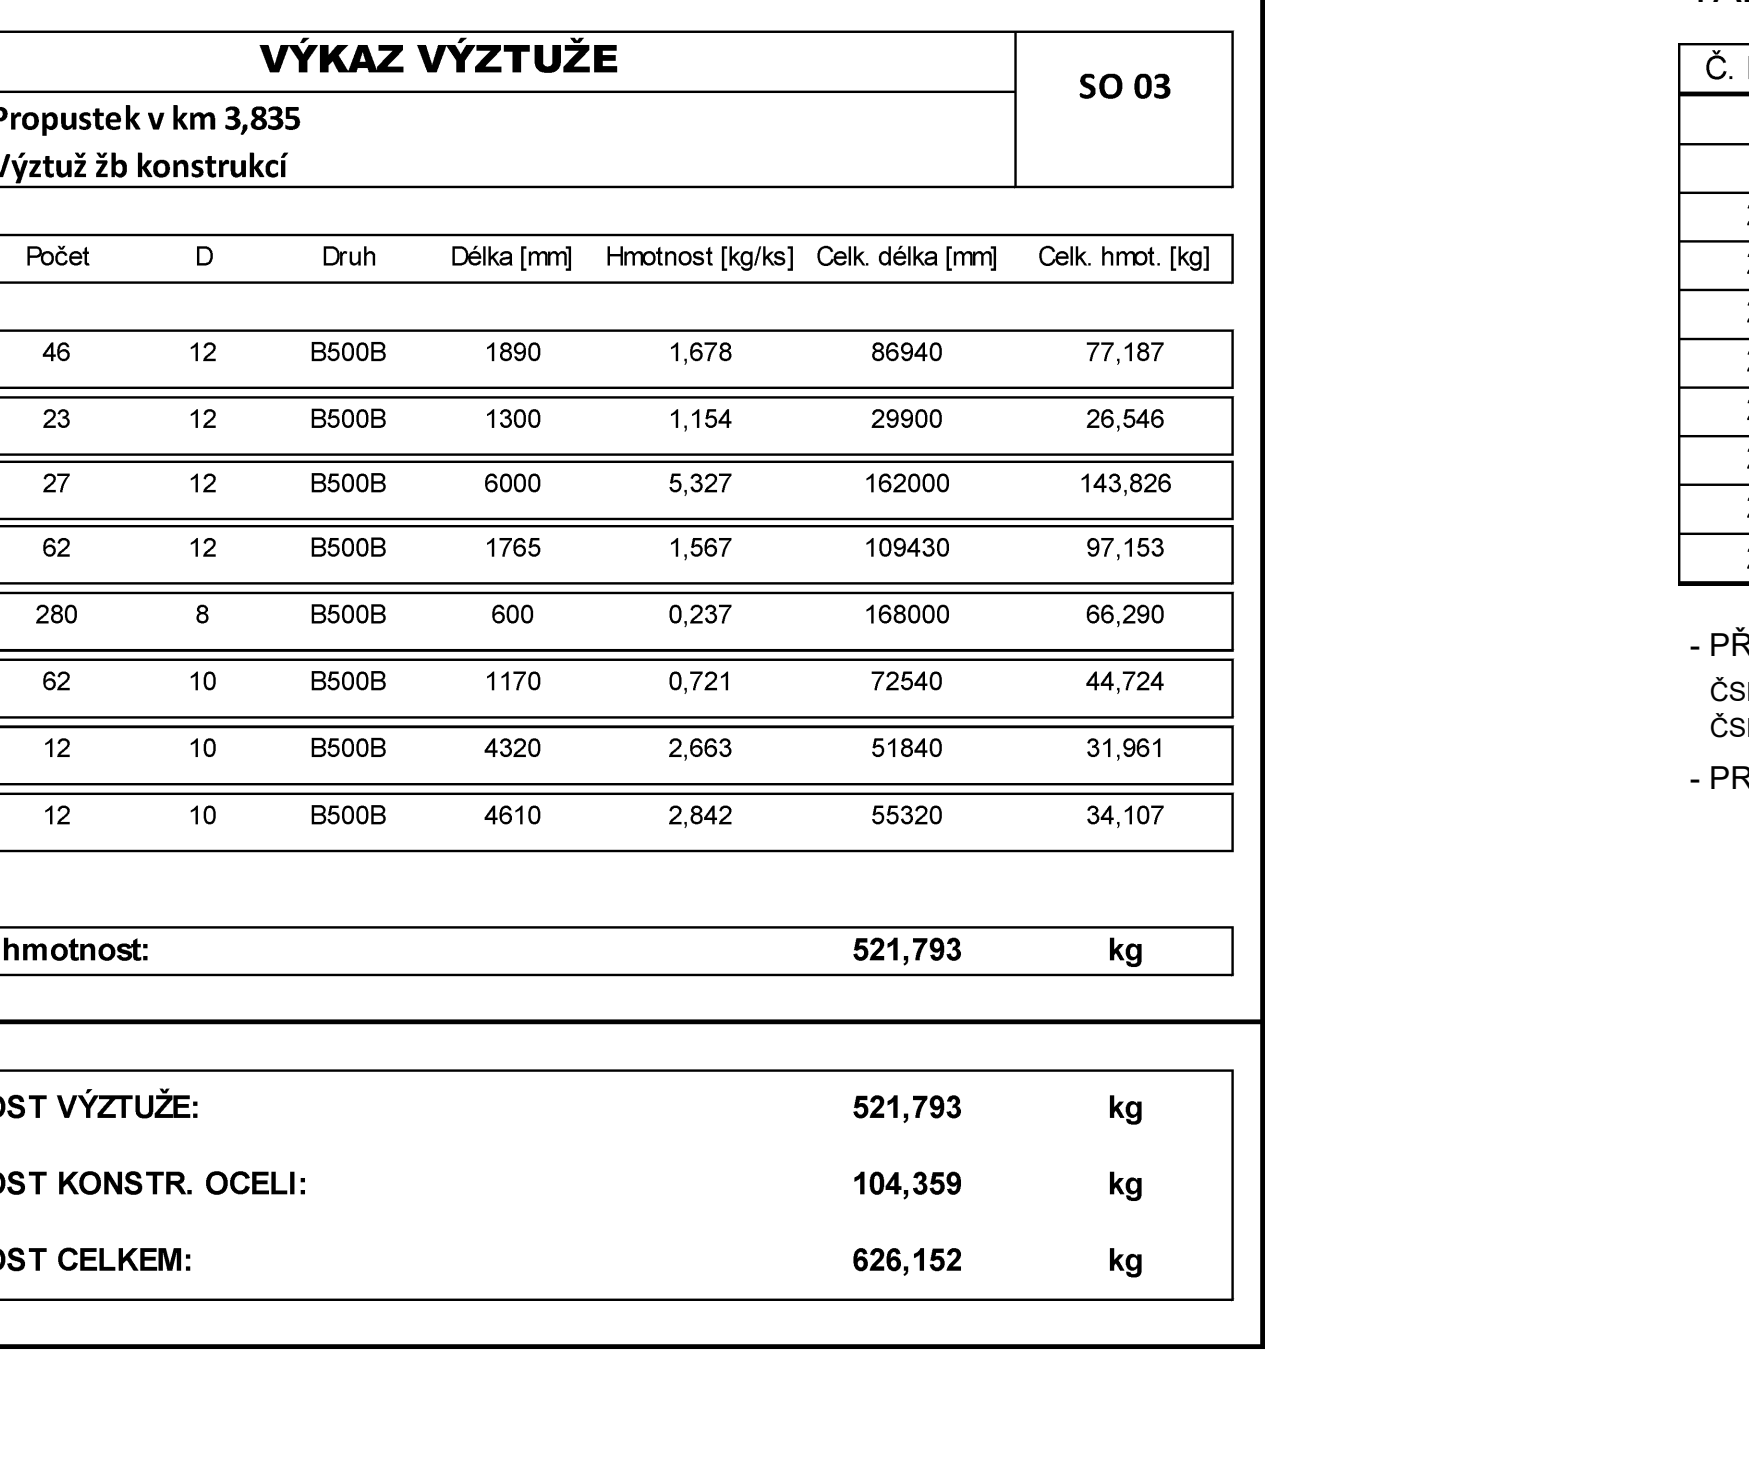 VÝKAZ VÝZTUŽE
SO 03
Propustek v km 3,835
Výztuž žb konstrukcí
Počet D Druh Délka [mm] Hmotnost [kg/ks] Celk. délka [mm] Celk. hmot. [kg]
46 12 B500B 1890 1,678 86940 77,187
23 12 B500B 1300 1,154 29900 26,546
27 12 B500B 6000 5,327 162000 143,826
62 12 B500B 1765 1,567 109430 97,153
280 8 B500B 600 0,237 168000 66,290
62 10 B500B 1170 0,721 72540 44,724
12 10 B500B 4320 2,663 51840 31,961
12 10 B500B 4610 2,842 55320 34,107
hmotnost: 521,793 kg
OST VÝZTUŽE: 521,793 kg
OST KONSTR. OCELI: 104,359 kg
OST CELKEM: 626,152 kg
Č.
- PŘ
ČS
ČS
- PR